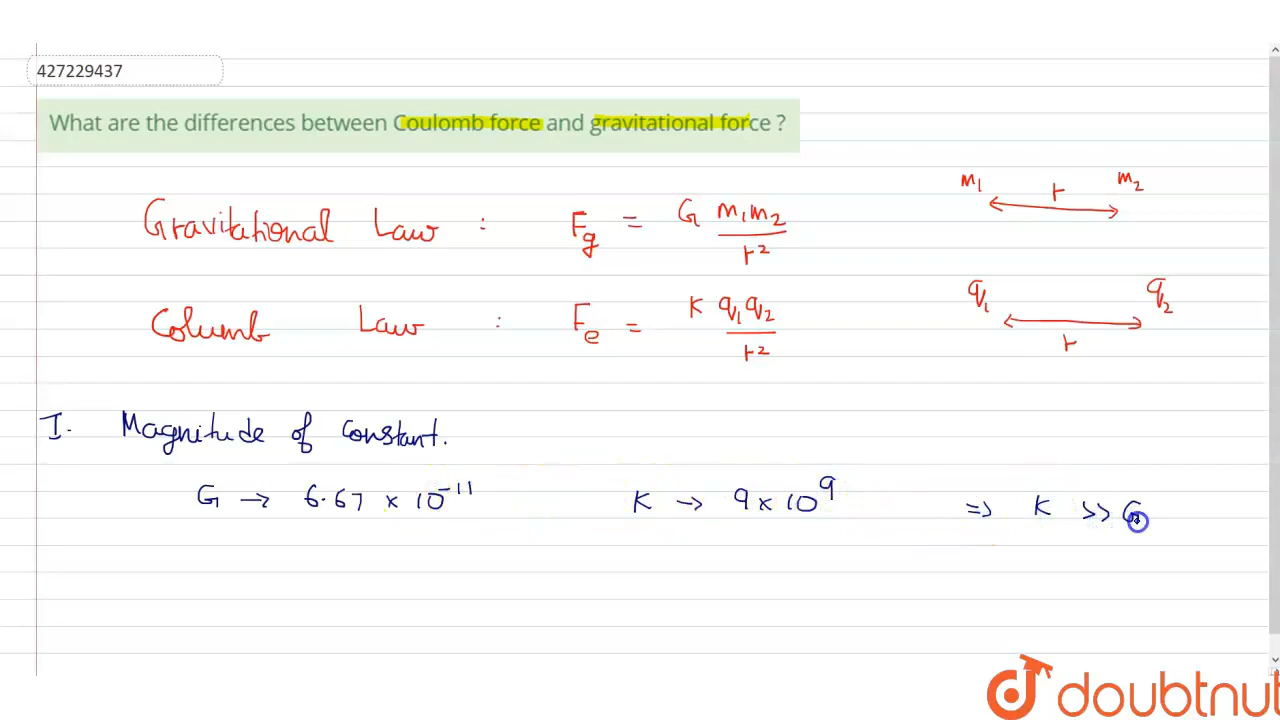 427229437
What are the differences between Coulomb force and gravitational force ?
m1 r m2
Gravitational Law : Fg = G m1m2 / r²
q1 q2
r
Columb Law : Fe = K q1q2 / r²
I. Magnitude of Constant.
G → 6.67 × 10⁻¹¹ K → 9 × 10⁹ ⇒ K >> G
doubtnut